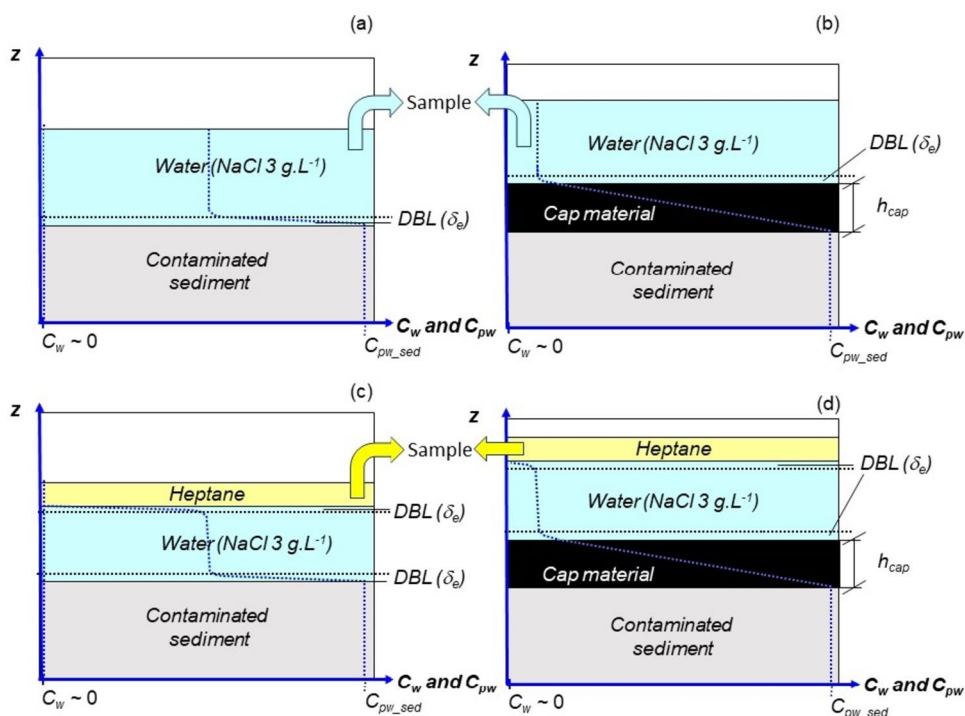 (a)
z
Water (NaCl 3 g.L-1)
DBL (δe)
Contaminated
sediment
Cw and Cpw
Cw ~ 0
Cpw_sed
Sample
(b)
z
Water (NaCl 3 g.L-1)
DBL (δe)
Cap material
hcap
Contaminated
sediment
Cw and Cpw
Cw ~ 0
Cpw_sed
(c)
z
Heptane
DBL (δe)
Water (NaCl 3 g.L-1)
DBL (δe)
Contaminated
sediment
Cw and Cpw
Cw ~ 0
Cpw_sed
Sample
(d)
z
Heptane
DBL (δe)
Water (NaCl 3 g.L-1)
Cap material
hcap
Contaminated
sediment
Cw and Cpw
Cw ~ 0
Cpw_sed